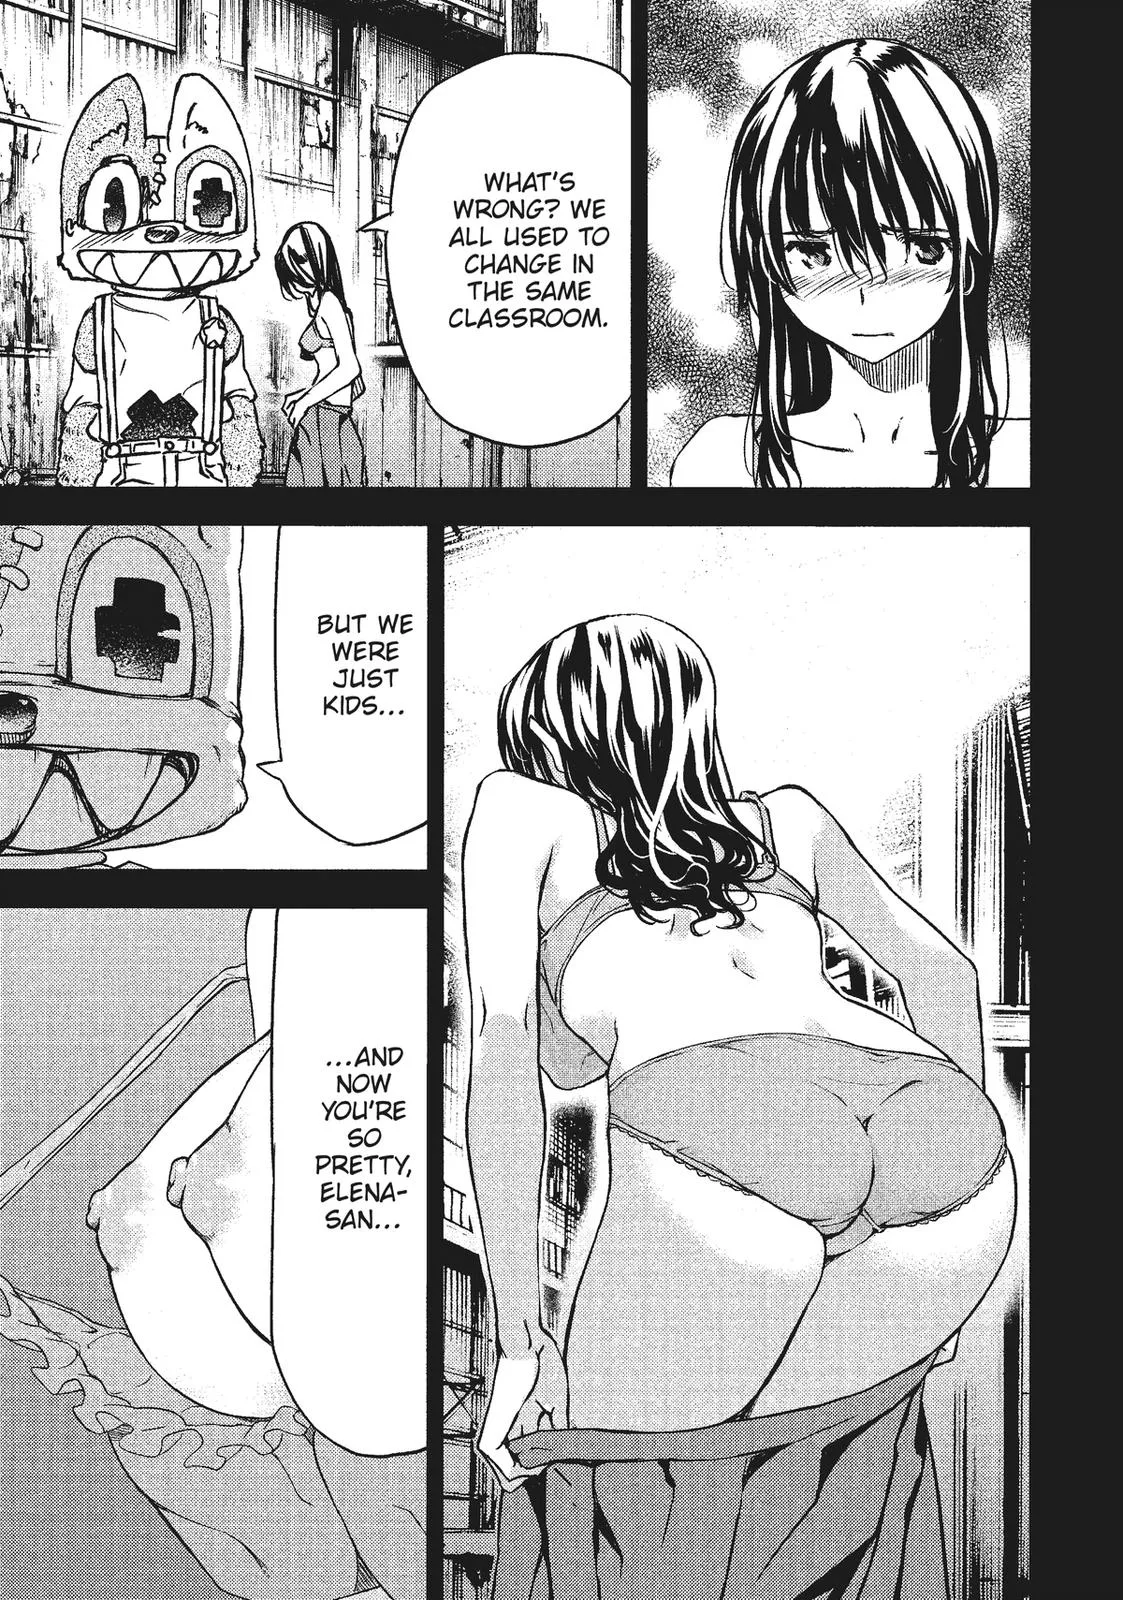 WHAT'S
WRONG? WE
ALL USED TO
CHANGE IN
THE SAME
CLASSROOM.
BUT WE
WERE
JUST
KIDS...
...AND
NOW
YOU'RE
SO
PRETTY,
ELENA-
SAN...